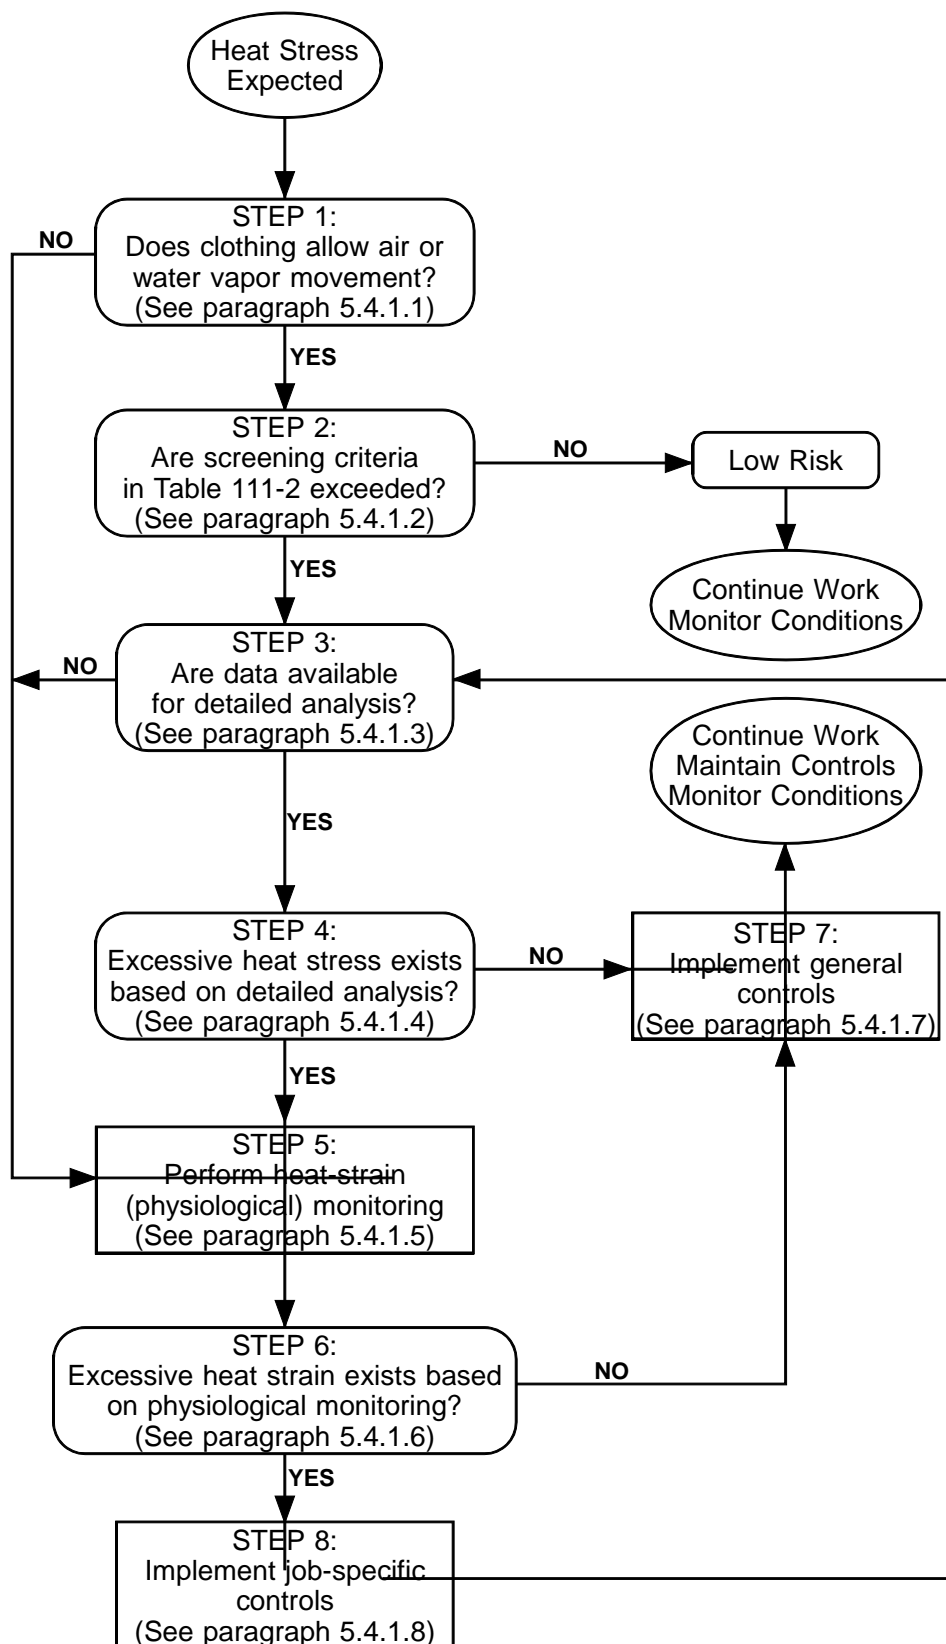 Heat Stress
Expected
STEP 1:
Does clothing allow air or
water vapor movement?
(See paragraph 5.4.1.1)
NO
YES
STEP 2:
Are screening criteria
in Table 111-2 exceeded?
(See paragraph 5.4.1.2)
NO
Low Risk
Continue Work
Monitor Conditions
YES
STEP 3:
Are data available
for detailed analysis?
(See paragraph 5.4.1.3)
NO
YES
Continue Work
Maintain Controls
Monitor Conditions
STEP 4:
Excessive heat stress exists
based on detailed analysis?
(See paragraph 5.4.1.4)
NO
STEP 7:
Implement general
controls
(See paragraph 5.4.1.7)
YES
STEP 5:
Perform heat-strain
(physiological) monitoring
(See paragraph 5.4.1.5)
STEP 6:
Excessive heat strain exists based
on physiological monitoring?
(See paragraph 5.4.1.6)
NO
YES
STEP 8:
Implement job-specific
controls
(See paragraph 5.4.1.8)